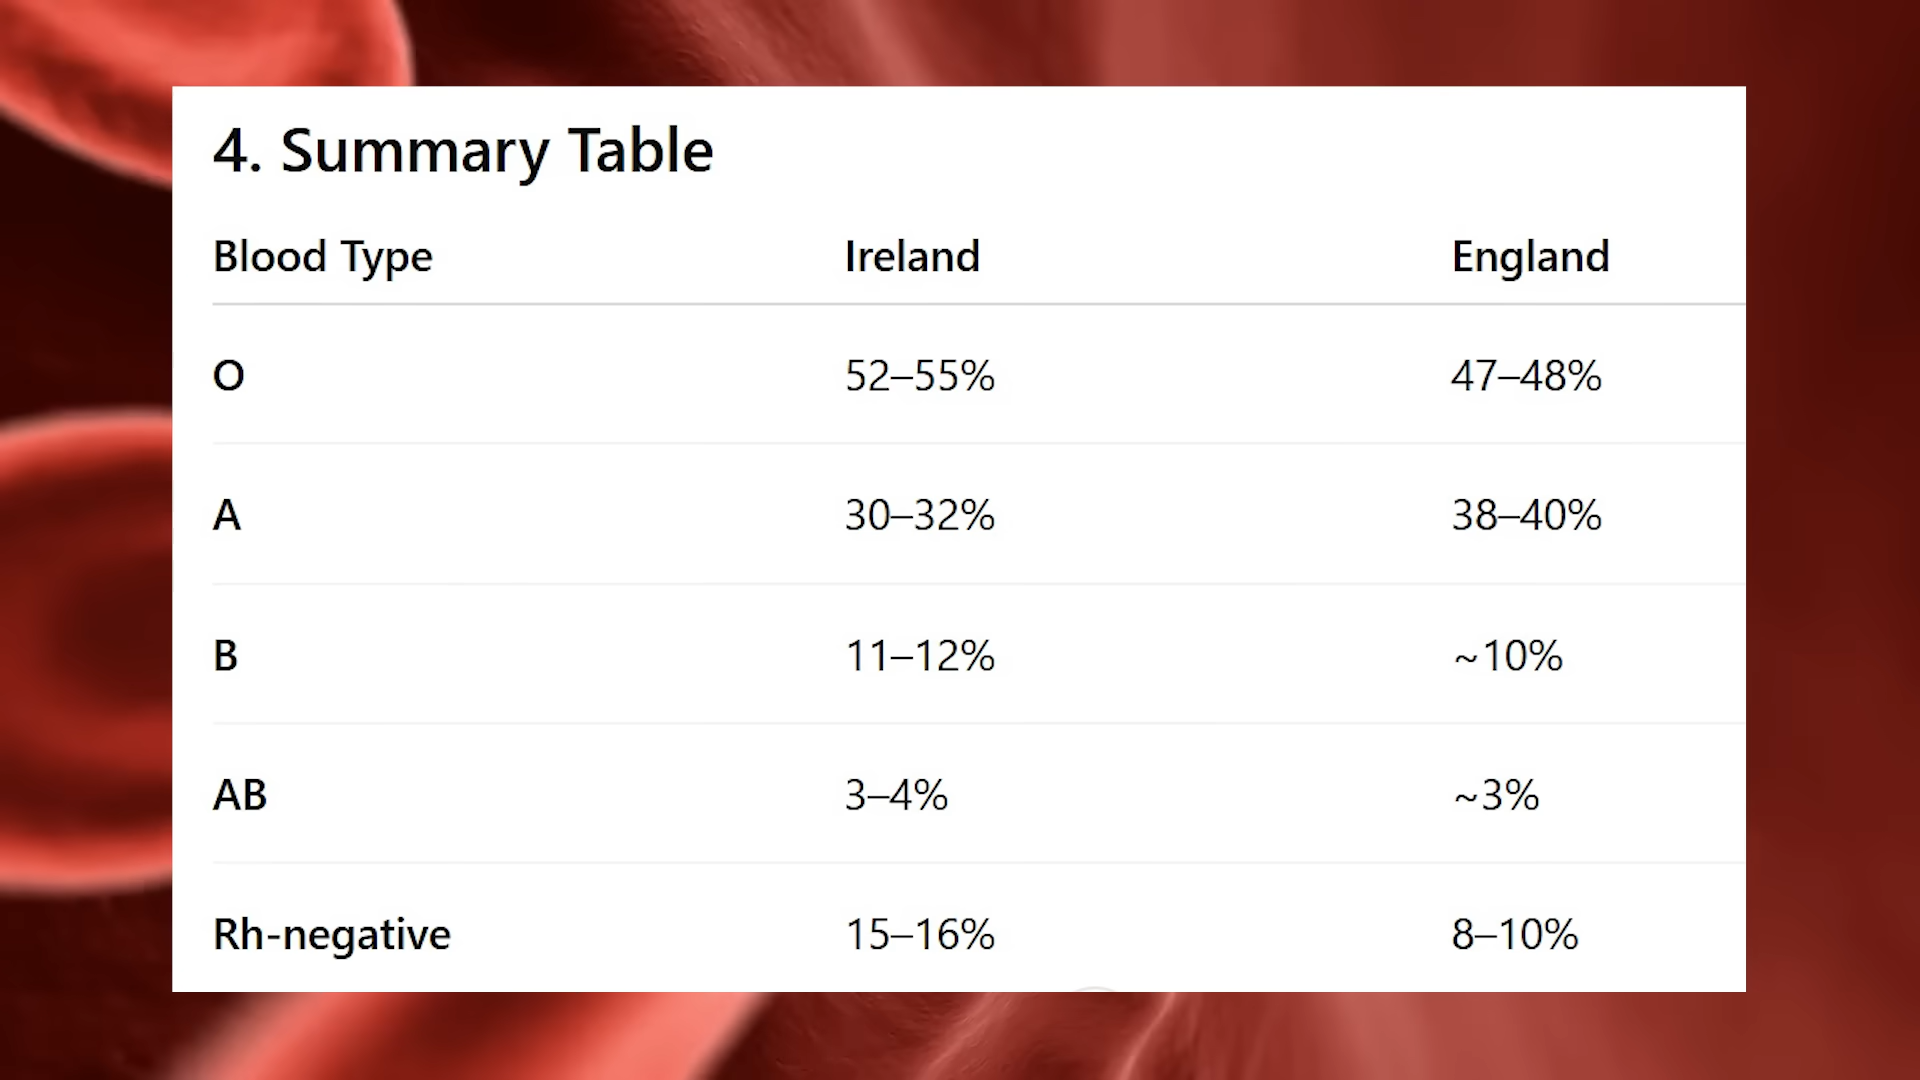 4. Summary Table
Blood Type Ireland England
O 52–55% 47–48%
A 30–32% 38–40%
B 11–12% ~10%
AB 3–4% ~3%
Rh-negative 15–16% 8–10%